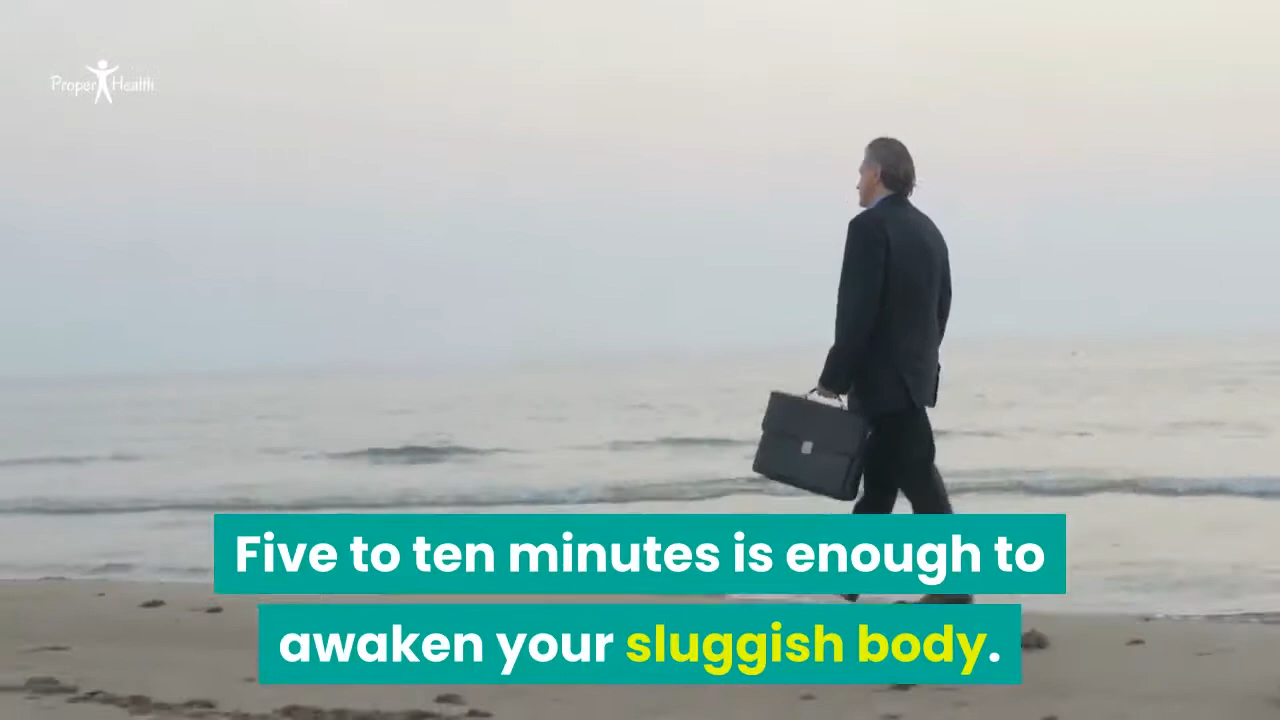 Proper Health
Five to ten minutes is enough to
awaken your sluggish body.